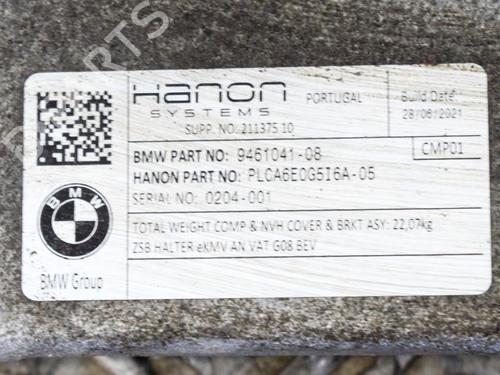 PARTS
Hanon
SYSTEMS
PORTUGAL
Build Date:
28/06/2021
SUPP. NO. 211375 10
BMW PART NO: 9461041-08
CMP01
HANON PART NO: PLCA6E0G5I6A-05
SERIAL NO: 0204-001
TOTAL WEIGHT COMP & NVH COVER & BRKT ASY: 22,07kg
ZSB HALTER eKMV AN VAT G08 BEV
BMW
BMW Group